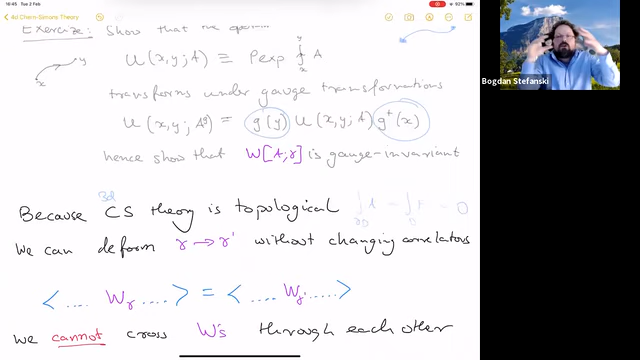 16:45 Tue 2 Feb
92%
4d Chern-Simons Theory
Exercise: Show that the
y
U(x,y;A) ≡ Pexp ∮ A
x
x y
transforms under gauge transformations
U(x,y;Aᵍ) = g(y) U(x,y;A) g†(x)
hence show that W[A;γ] is gauge-invariant
3d
Because CS theory is topological
We can deform γ → γ' without changing correlators
< .... W_γ .... > = < .... W_γ' .... >
We cannot cross W's through each other
Bogdan Stefanski